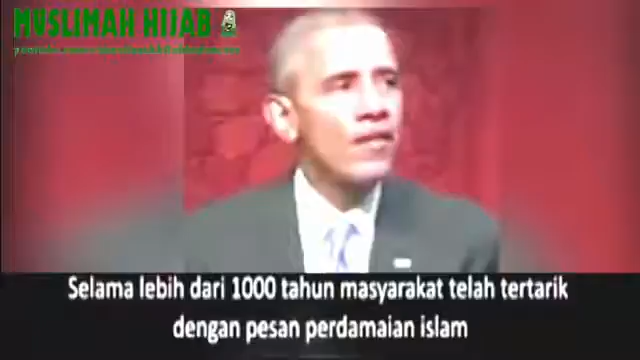 MUSLIMAH HIJAB
Selama lebih dari 1000 tahun masyarakat telah tertarik
dengan pesan perdamaian islam